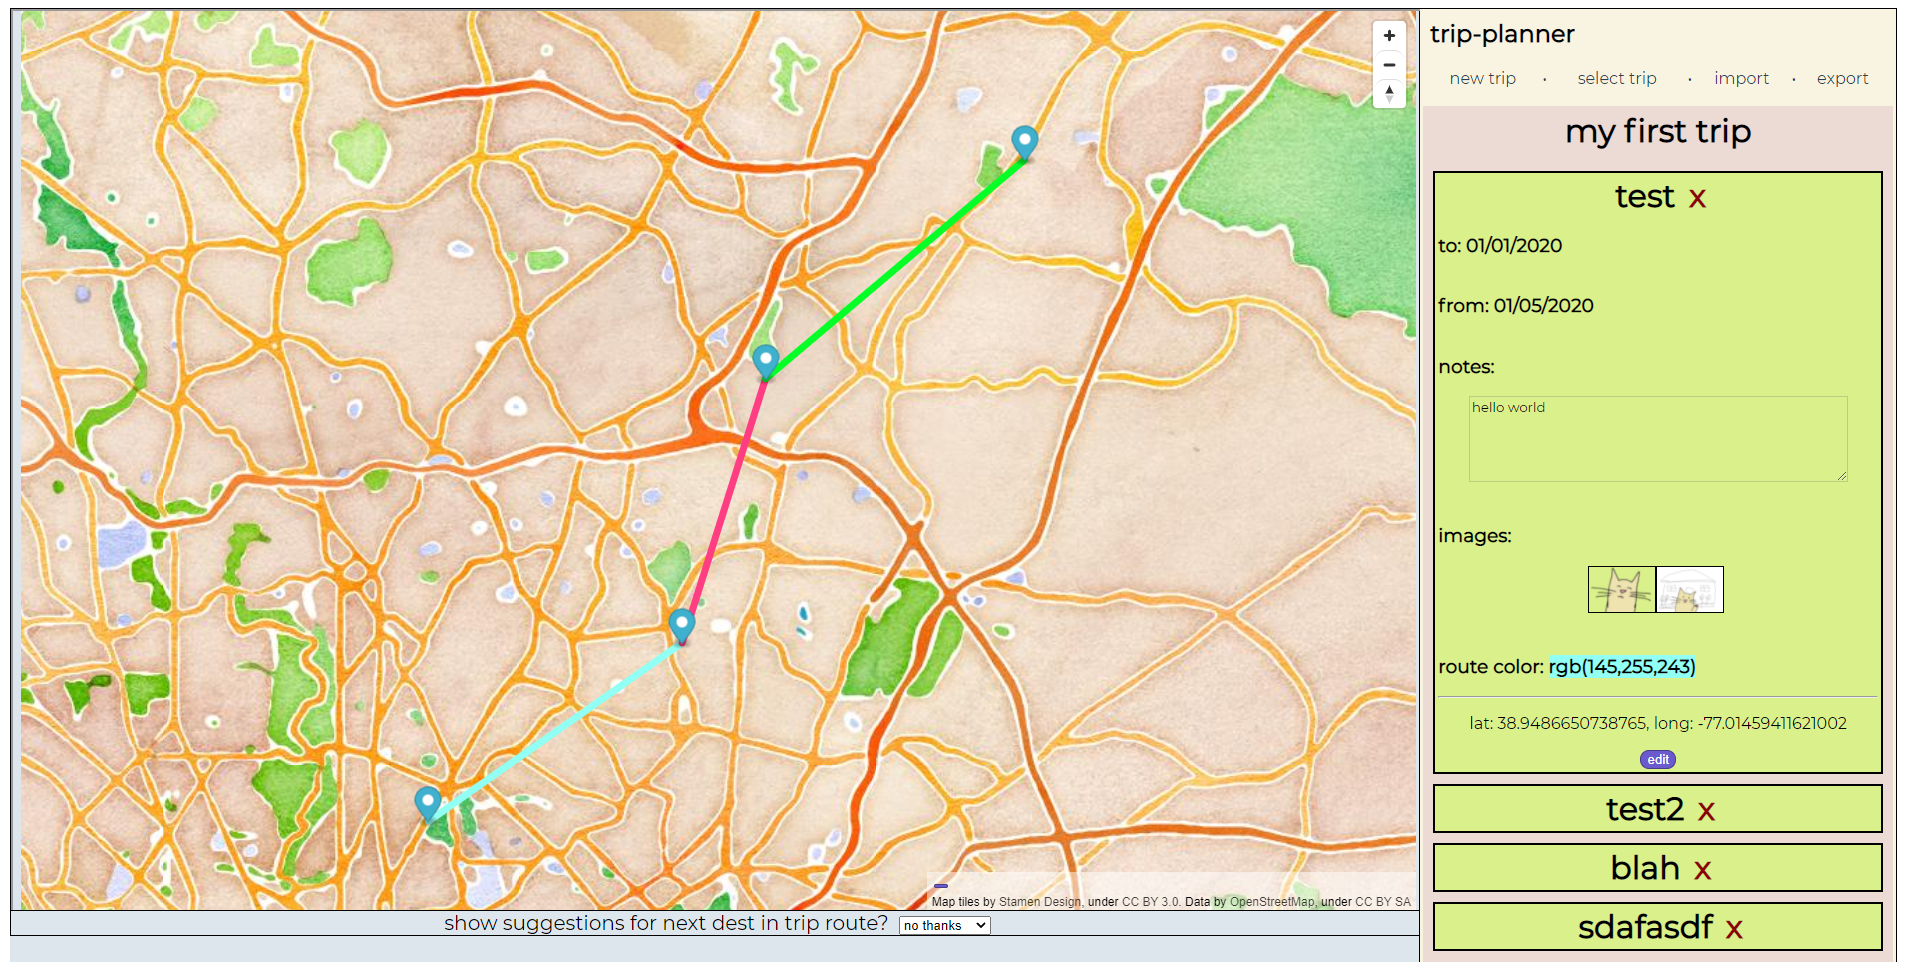 trip-planner
new trip · select trip · import · export
my first trip
test x
to: 01/01/2020
from: 01/05/2020
notes:
hello world
images:
route color: rgb(145,255,243)
lat: 38.9486650738765, long: -77.01459411621002
edit
test2 x
blah x
sdafasdf x
Map tiles by Stamen Design, under CC BY 3.0. Data by OpenStreetMap, under CC BY SA
show suggestions for next dest in trip route? no thanks